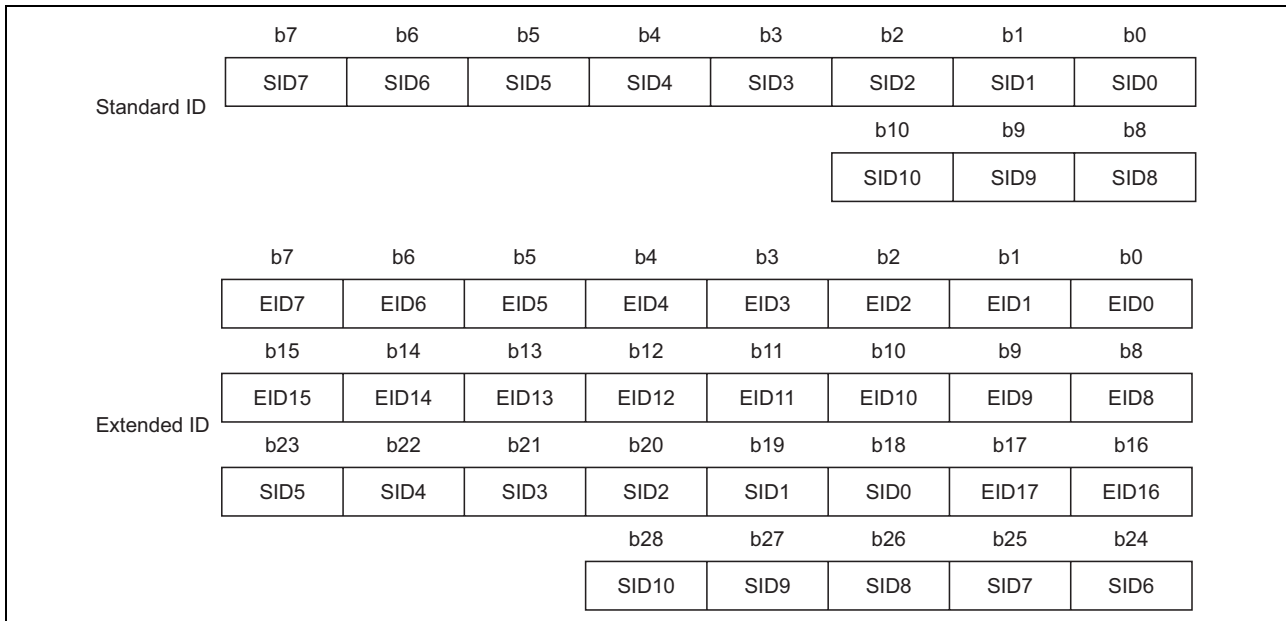 b7 b6 b5 b4 b3 b2 b1 b0
Standard ID SID7 SID6 SID5 SID4 SID3 SID2 SID1 SID0
b10 b9 b8
SID10 SID9 SID8
b7 b6 b5 b4 b3 b2 b1 b0
EID7 EID6 EID5 EID4 EID3 EID2 EID1 EID0
b15 b14 b13 b12 b11 b10 b9 b8
Extended ID EID15 EID14 EID13 EID12 EID11 EID10 EID9 EID8
b23 b22 b21 b20 b19 b18 b17 b16
SID5 SID4 SID3 SID2 SID1 SID0 EID17 EID16
b28 b27 b26 b25 b24
SID10 SID9 SID8 SID7 SID6